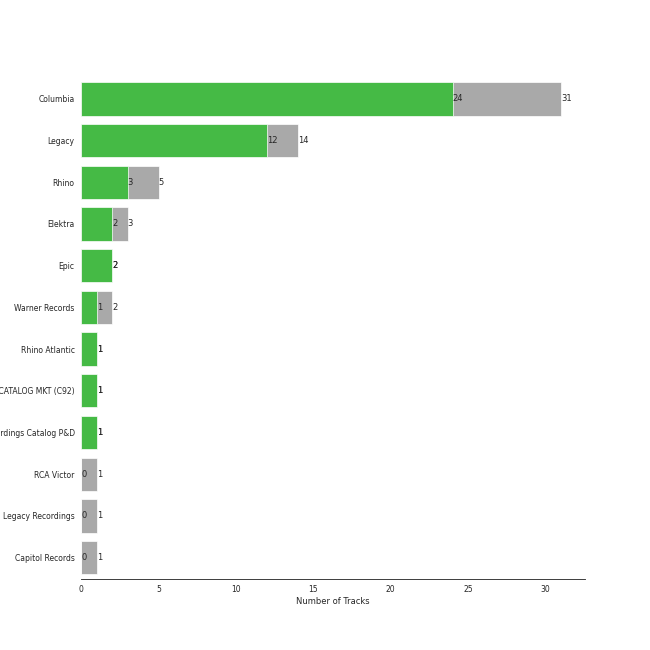 Columbia 24 31
Legacy 12 14
Rhino 3 5
Elektra 2 3
Epic 2
Warner Records 1 2
Rhino Atlantic 1
CATALOG MKT (C92) 1
rdings Catalog P&D 1
RCA Victor 0 1
Legacy Recordings 0 1
Capitol Records 0 1
0 5 10 15 20 25 30
Number of Tracks